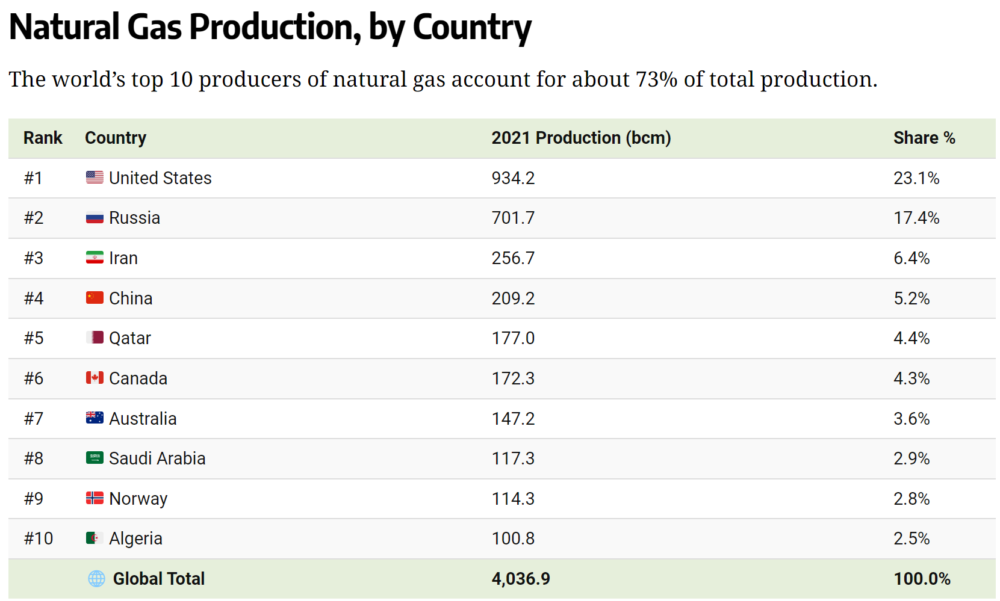 Natural Gas Production, by Country
The world’s top 10 producers of natural gas account for about 73% of total production.
Rank Country 2021 Production (bcm) Share %
#1 United States 934.2 23.1%
#2 Russia 701.7 17.4%
#3 Iran 256.7 6.4%
#4 China 209.2 5.2%
#5 Qatar 177.0 4.4%
#6 Canada 172.3 4.3%
#7 Australia 147.2 3.6%
#8 Saudi Arabia 117.3 2.9%
#9 Norway 114.3 2.8%
#10 Algeria 100.8 2.5%
Global Total 4,036.9 100.0%